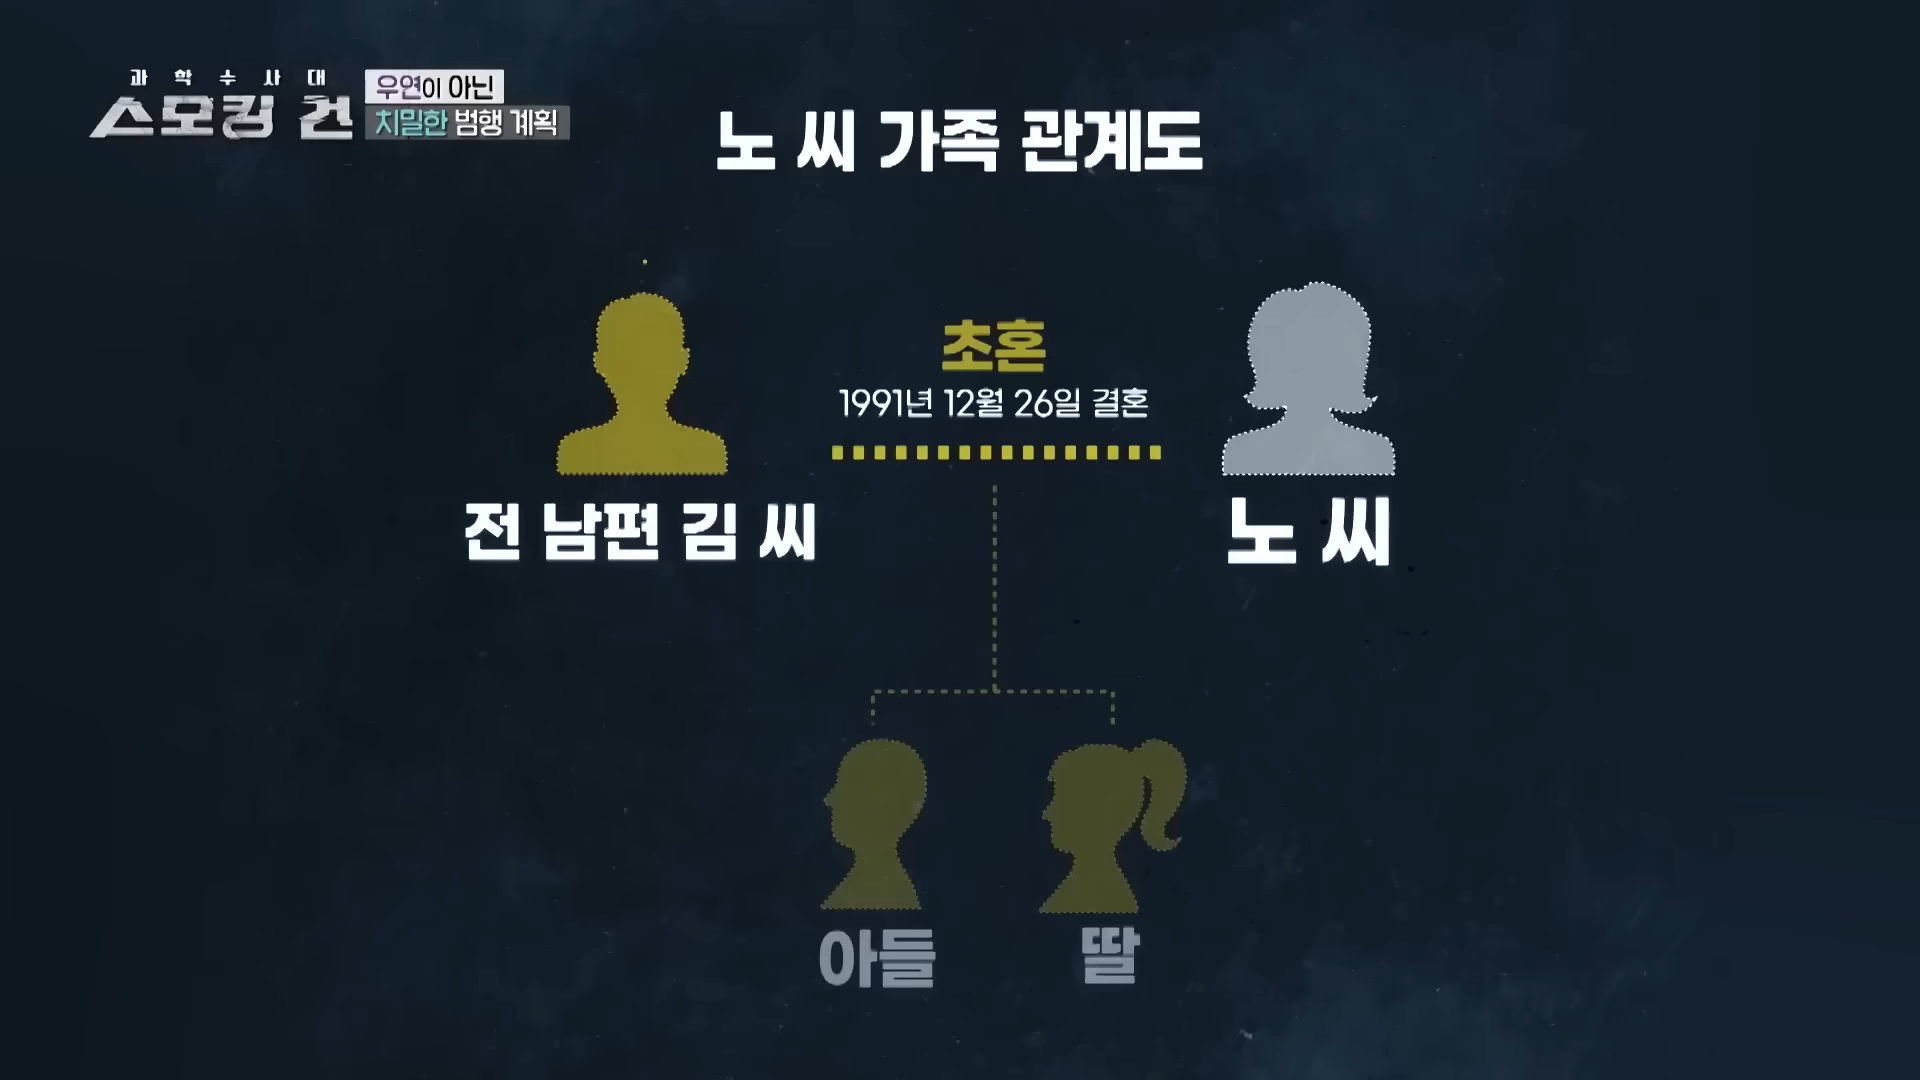 과학수사대
스모킹 건
우연이 아닌
치밀한 범행 계획
노 씨 가족 관계도
초혼
1991년 12월 26일 결혼
전 남편 김 씨
노 씨
아들
딸